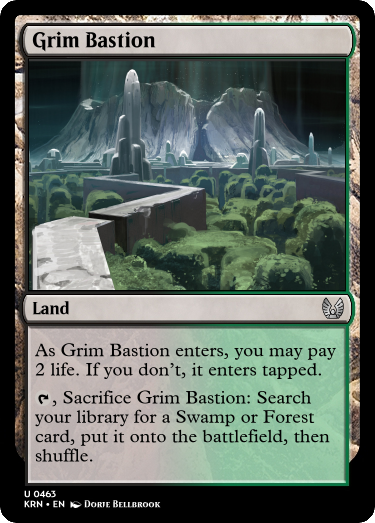 Grim Bastion
Land
As Grim Bastion enters, you may pay
2 life. If you don't, it enters tapped.
, Sacrifice Grim Bastion: Search
your library for a Swamp or Forest
card, put it onto the battlefield, then
shuffle.
U 0463
KRN • EN Dorje Bellbrook